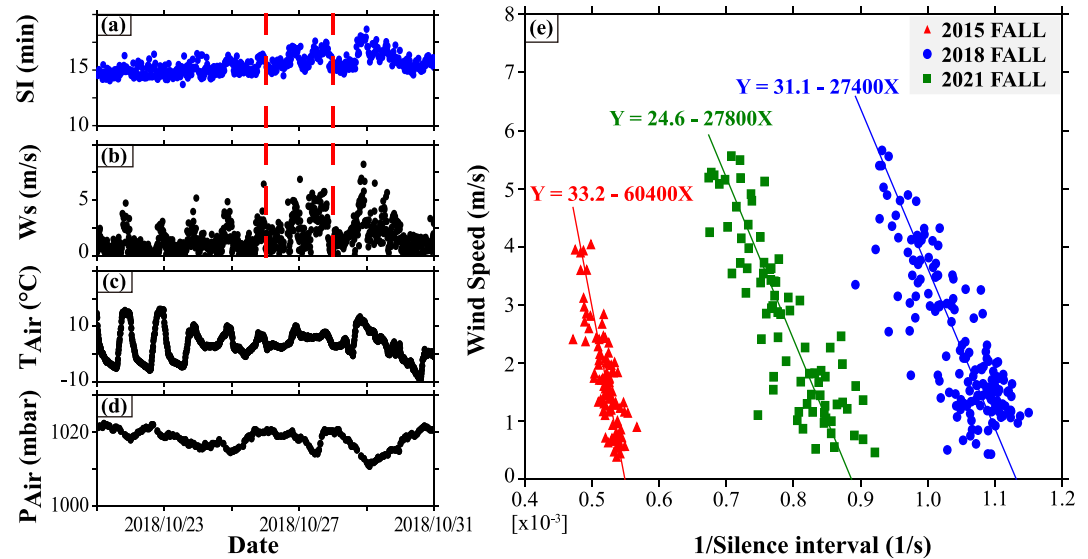 (a)
SI (min)
15
10
(b)
Ws (m/s)
5
0
(c)
TAir (°C)
10
-10
(d)
PAir (mbar)
1020
1000
2018/10/23
2018/10/27
2018/10/31
Date
(e)
2015 FALL
2018 FALL
2021 FALL
Y = 31.1 - 27400X
Y = 24.6 - 27800X
Y = 33.2 - 60400X
Wind Speed (m/s)
8
7
6
5
4
3
2
1
0
0.4
0.5
0.6
0.7
0.8
0.9
1.0
1.1
1.2
[x10⁻³]
1/Silence interval (1/s)